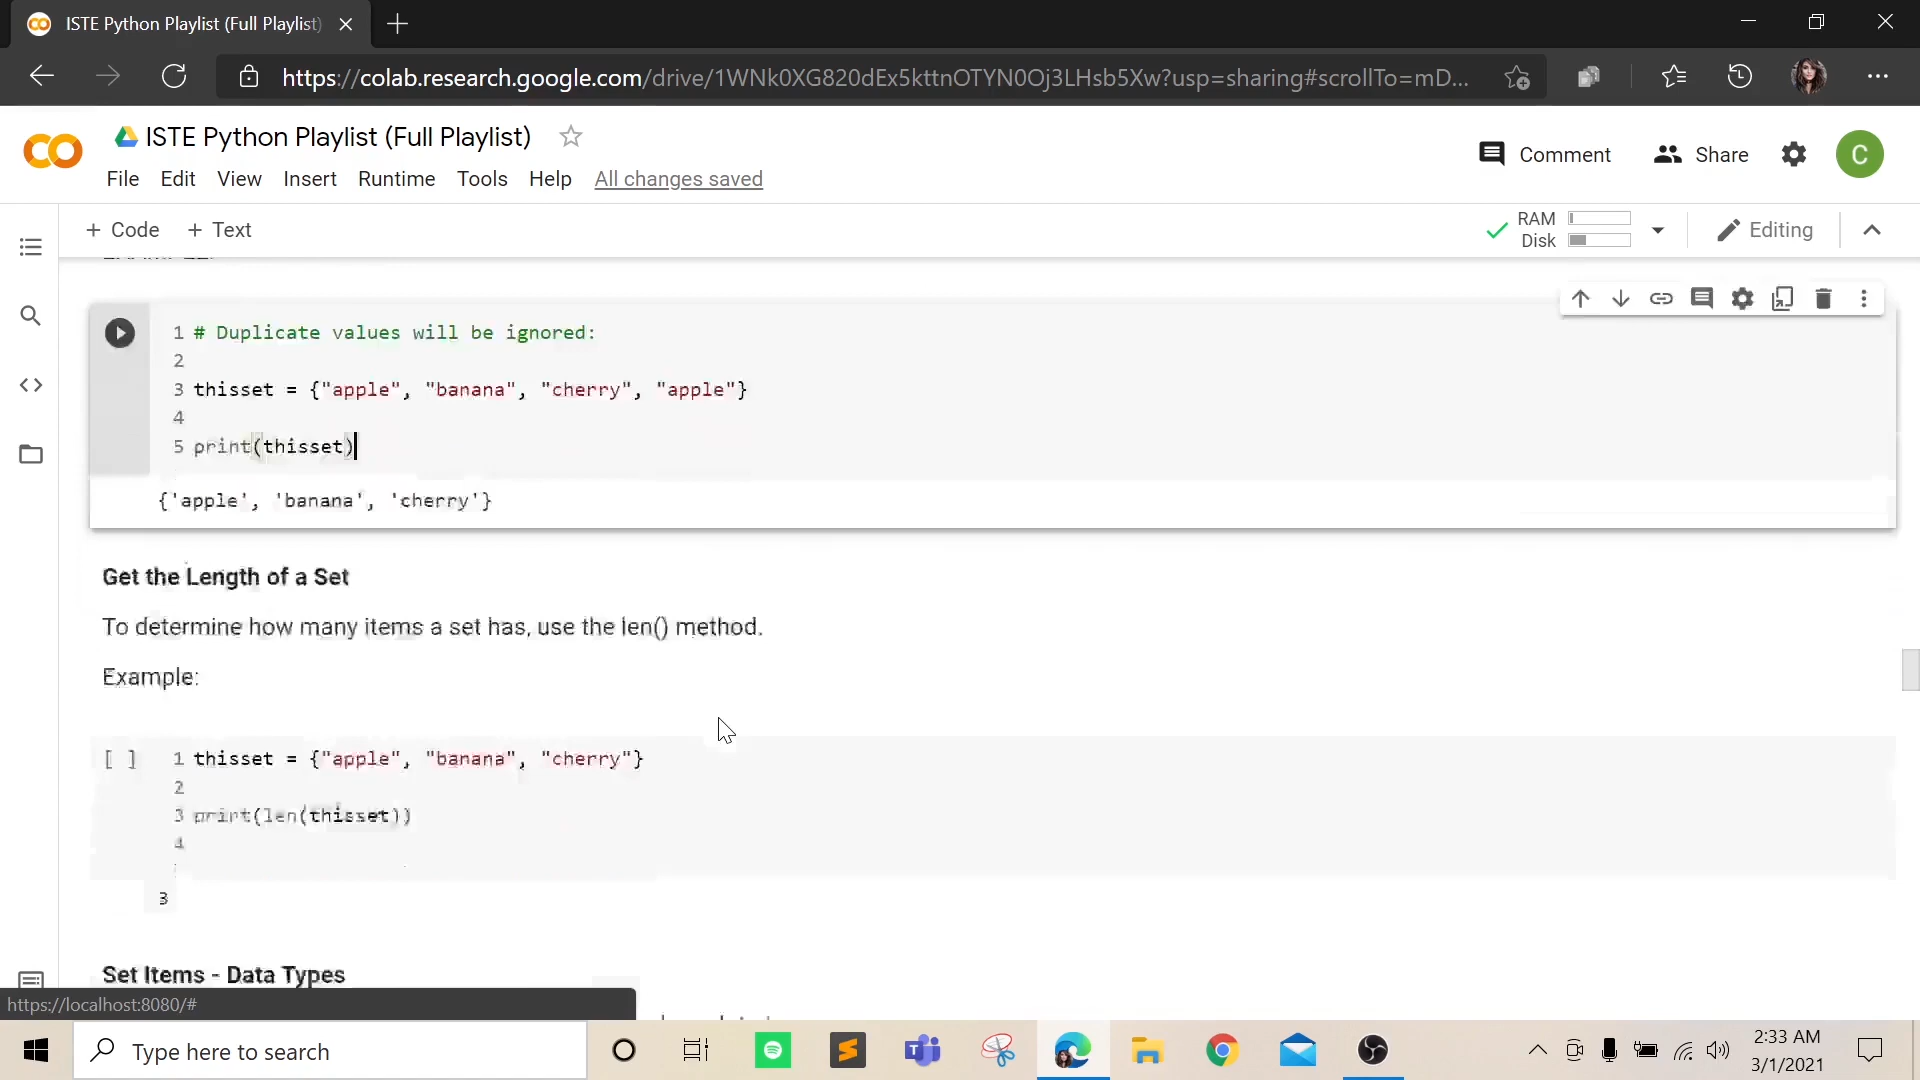 ISTE Python Playlist (Full Playlist)
https://colab.research.google.com/drive/1WNk0XG820dEx5kttnOTYN0Oj3LHsb5Xw?usp=sharing#scrollTo=mD...
ISTE Python Playlist (Full Playlist)
File Edit View Insert Runtime Tools Help All changes saved
Comment Share C
+ Code + Text
RAM
Disk
Editing
1 # Duplicate values will be ignored:
2
3 thisset = {"apple", "banana", "cherry", "apple"}
4
5 print(thisset)
{'apple', 'banana', 'cherry'}
Get the Length of a Set
To determine how many items a set has, use the len() method.
Example:
[ ] 1 thisset = {"apple", "banana", "cherry"}
2
3 print(len(thisset))
4
3
Set Items - Data Types
https://localhost:8080/#
Type here to search
2:33 AM
3/1/2021